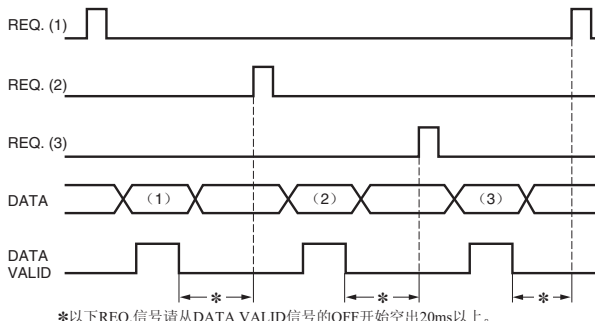 REQ. (1)
REQ. (2)
REQ. (3)
DATA （1） （2） （3）
DATA
VALID
* * *
*以下REQ.信号请从DATA VALID信号的OFF开始空出20ms以上。